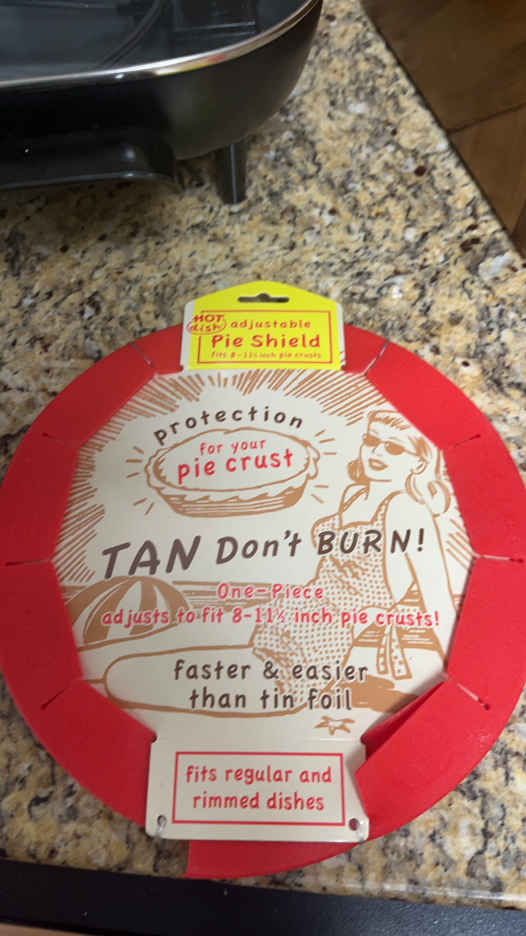 HOT
dish
adjustable
Pie Shield
fits 8-11½ inch pie crusts
protection
for your
pie crust
TAN Don't BURN!
One-Piece
adjusts to fit 8-11½ inch pie crusts!
faster & easier
than tin foil
fits regular and
rimmed dishes